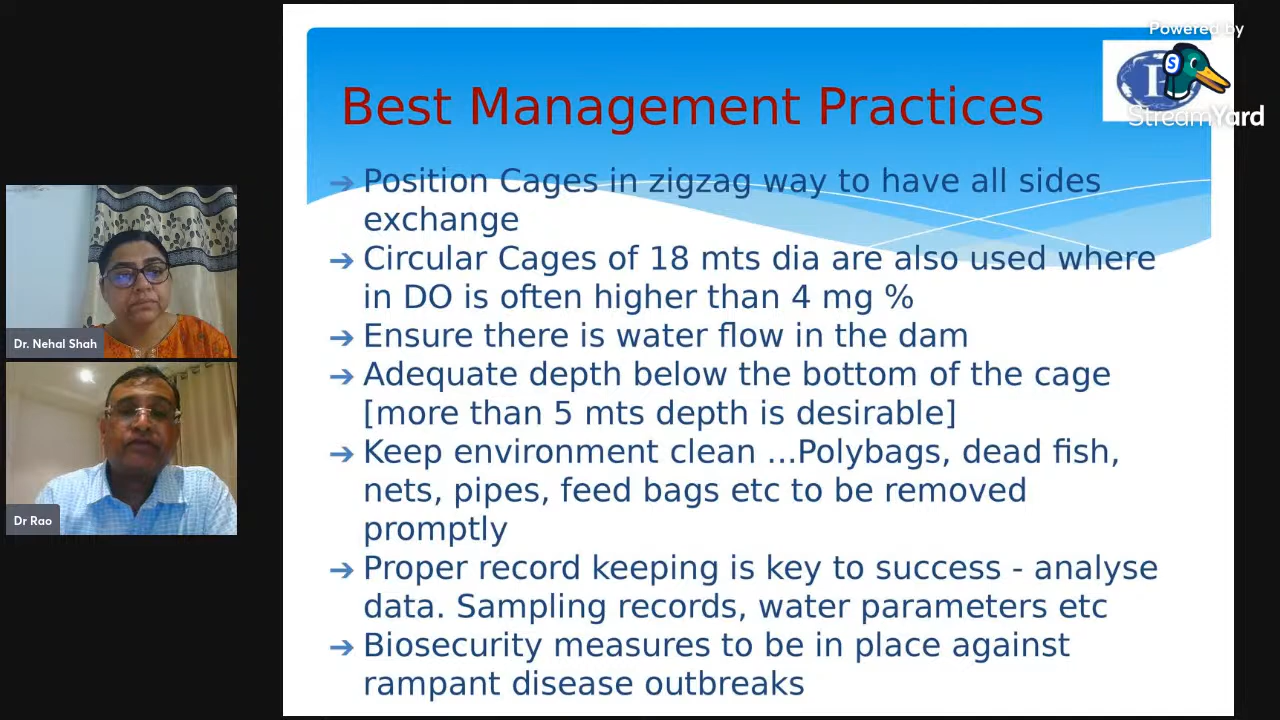 Powered by
StreamYard
Best Management Practices
➔ Position Cages in zigzag way to have all sides
exchange
➔ Circular Cages of 18 mts dia are also used where
in DO is often higher than 4 mg %
➔ Ensure there is water flow in the dam
➔ Adequate depth below the bottom of the cage
[more than 5 mts depth is desirable]
➔ Keep environment clean ...Polybags, dead fish,
nets, pipes, feed bags etc to be removed
promptly
➔ Proper record keeping is key to success - analyse
data. Sampling records, water parameters etc
➔ Biosecurity measures to be in place against
rampant disease outbreaks
Dr. Nehal Shah
Dr Rao